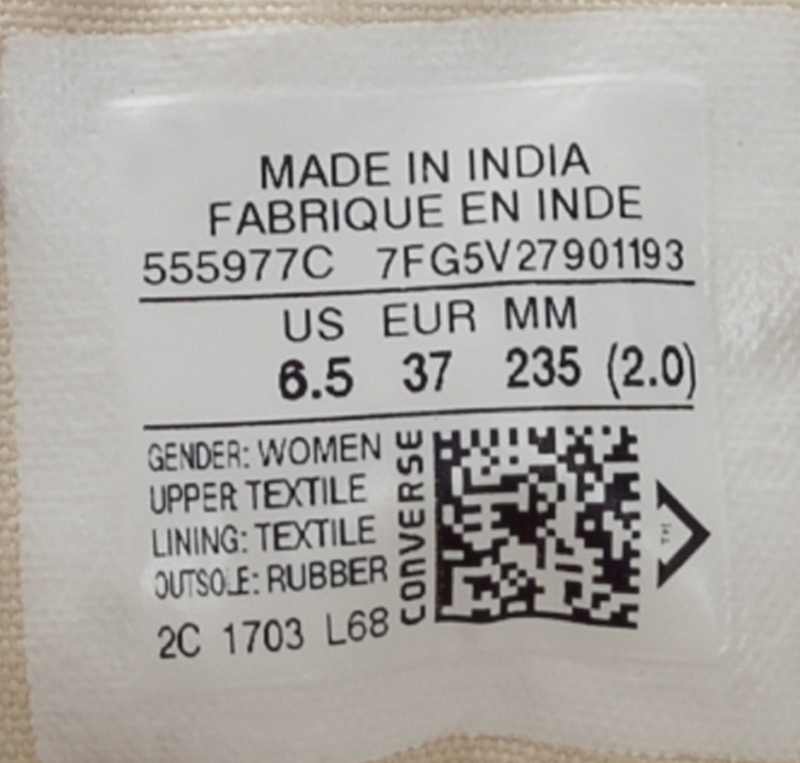 MADE IN INDIA
FABRIQUE EN INDE
555977C 7FG5V27901193
US EUR MM
6.5 37 235 (2.0)
GENDER: WOMEN
UPPER TEXTILE
LINING: TEXTILE
OUTSOLE: RUBBER
2C 1703 L68
CONVERSE
TM